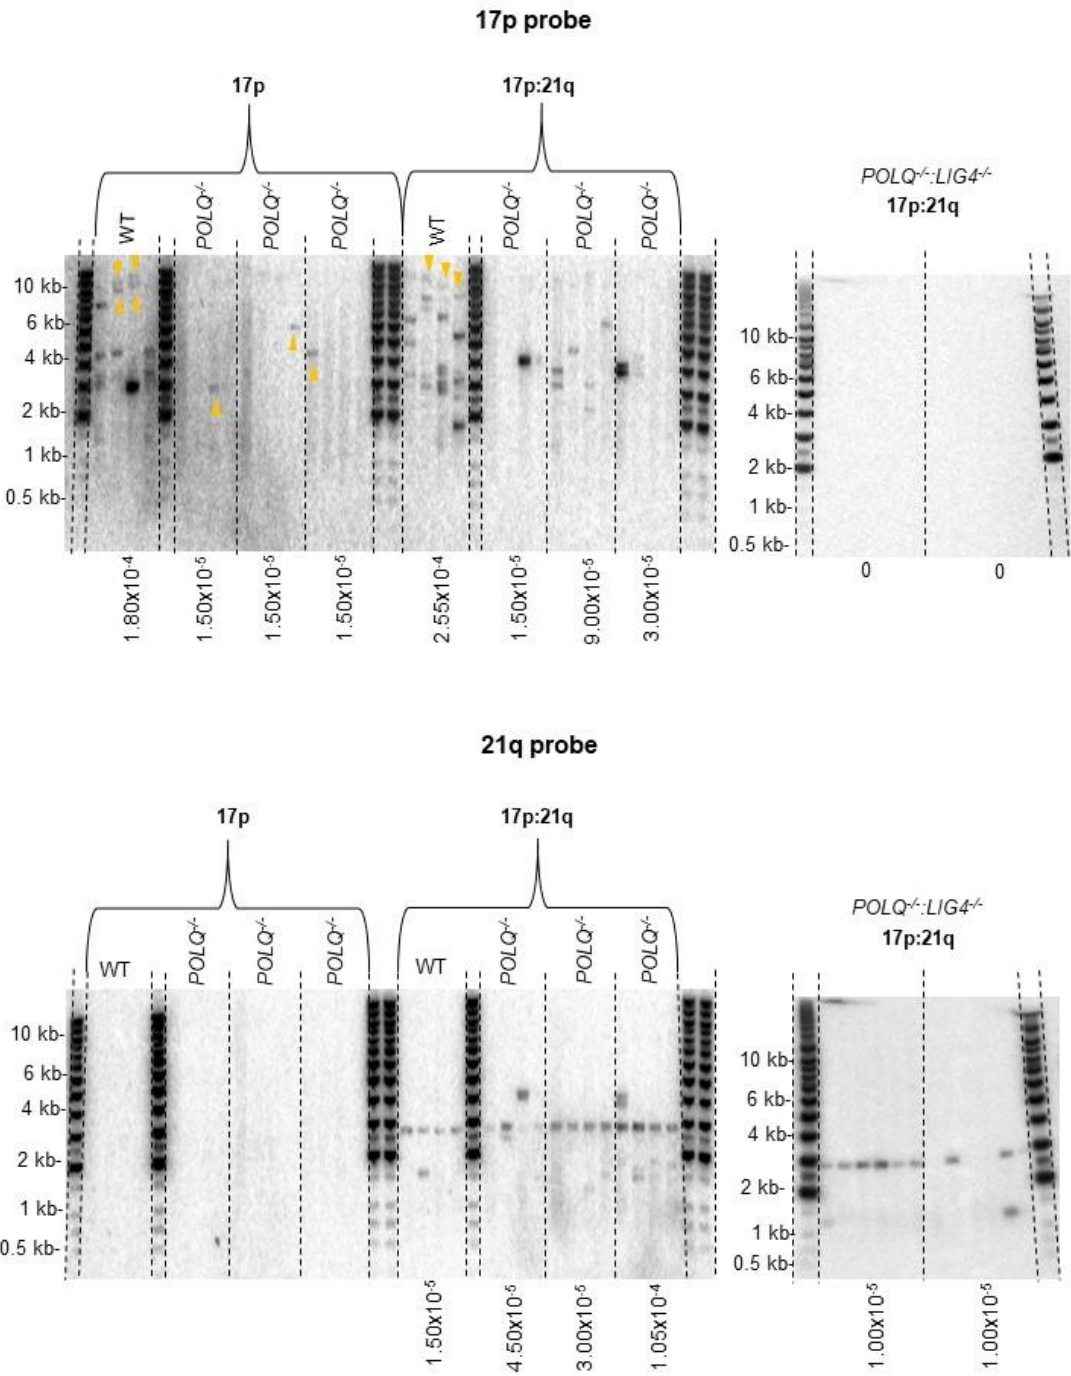 17p probe
17p
17p:21q
WT
POLQ-/-
POLQ-/-
POLQ-/-
WT
POLQ-/-
POLQ-/-
POLQ-/-
POLQ-/-:LIG4-/-
17p:21q
10 kb-
6 kb-
4 kb-
2 kb-
1 kb-
0.5 kb-
10 kb-
6 kb-
4 kb-
2 kb-
1 kb-
0.5 kb-
1.80x10-4
1.50x10-5
1.50x10-5
1.50x10-5
2.55x10-4
1.50x10-5
9.00x10-5
3.00x10-5
0
0
21q probe
17p
17p:21q
WT
POLQ-/-
POLQ-/-
POLQ-/-
WT
POLQ-/-
POLQ-/-
POLQ-/-
POLQ-/-:LIG4-/-
17p:21q
10 kb-
6 kb-
4 kb-
2 kb-
1 kb-
0.5 kb-
10 kb-
6 kb-
4 kb-
2 kb-
1 kb-
0.5 kb-
1.50x10-5
4.50x10-5
3.00x10-5
1.05x10-4
1.00x10-5
1.00x10-5